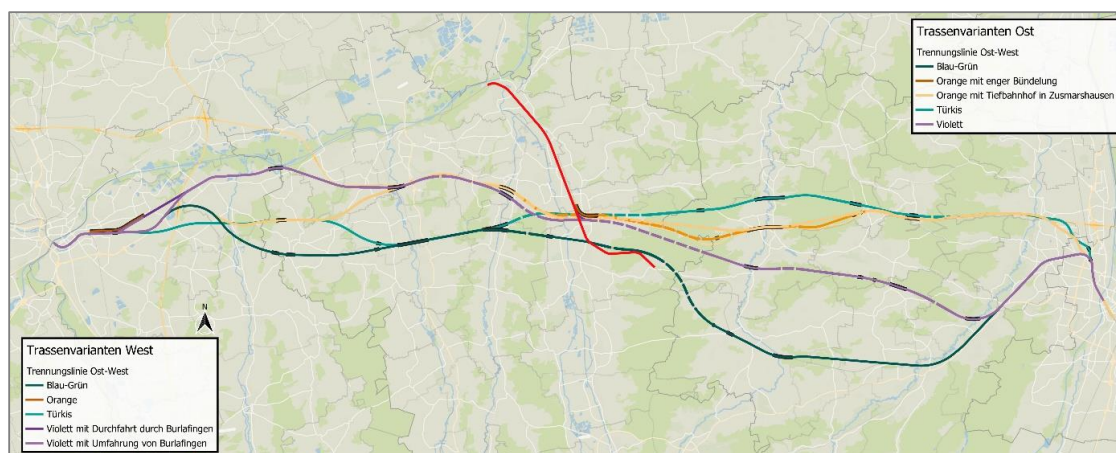 Trassenvarianten Ost
Trennungslinie Ost-West
Blau-Grün
Orange mit enger Bündelung
Orange mit Tiefbahnhof in Zusmarshausen
Türkis
Violett
N
Trassenvarianten West
Trennungslinie Ost-West
Blau-Grün
Orange
Türkis
Violett mit Durchfahrt durch Burlafingen
Violett mit Umfahrung von Burlafingen